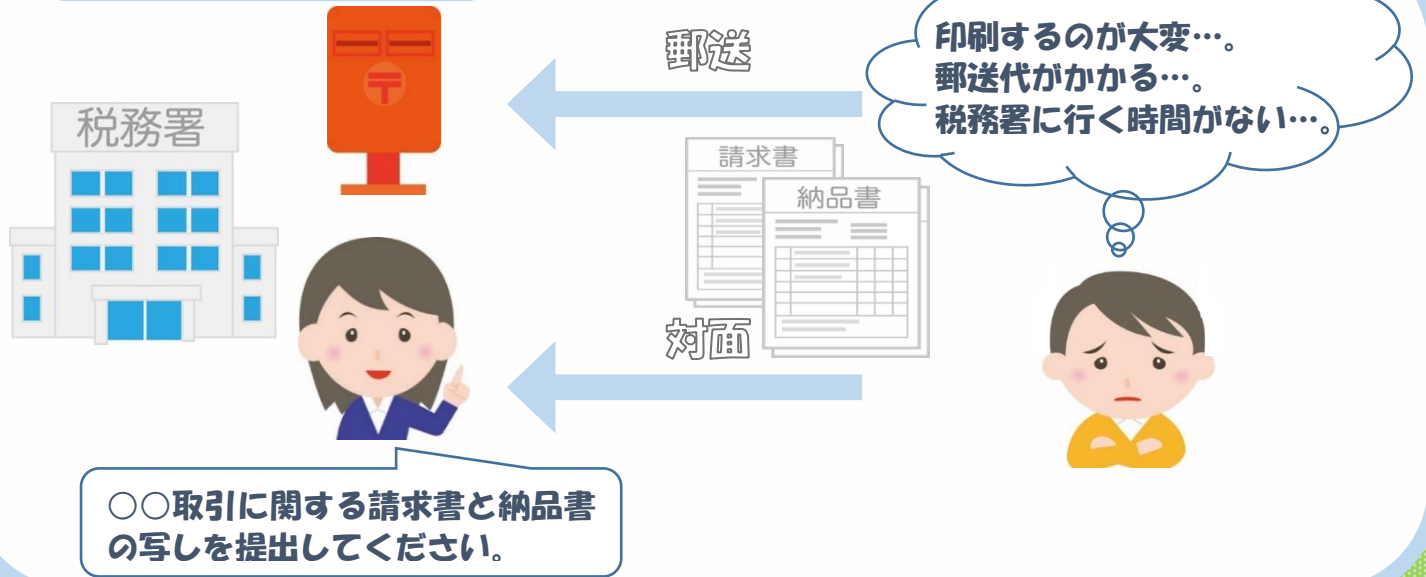 印刷するのが大変…。
郵送代がかかる…。
税務署に行く時間がない…。
郵送
税務署
請求書
納品書
対面
○○取引に関する請求書と納品書
の写しを提出してください。